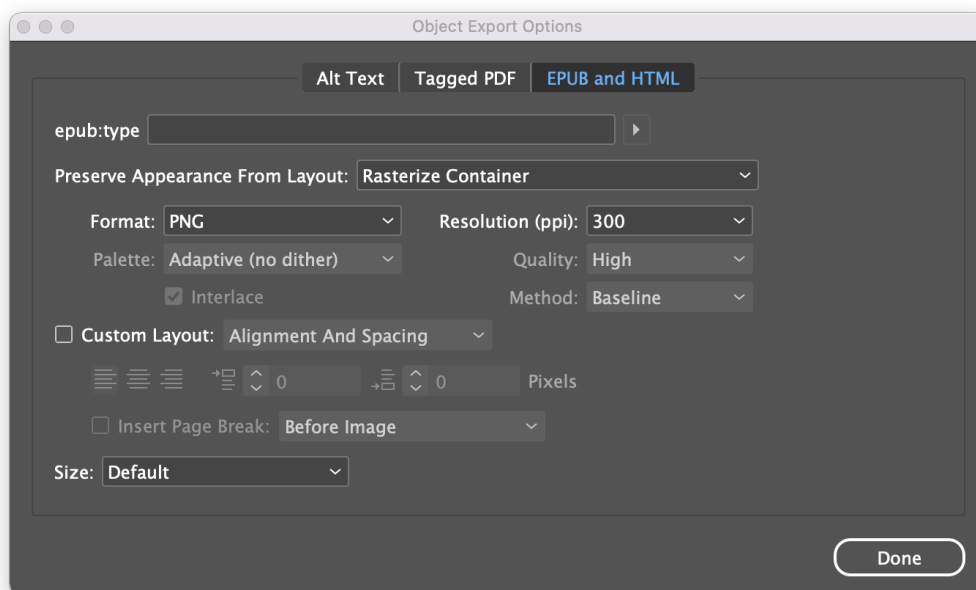 Object Export Options
Alt Text Tagged PDF EPUB and HTML
epub:type
Preserve Appearance From Layout: Rasterize Container
Format: PNG Resolution (ppi): 300
Palette: Adaptive (no dither) Quality: High
Interlace Method: Baseline
Custom Layout: Alignment And Spacing
0 0 Pixels
Insert Page Break: Before Image
Size: Default
Done